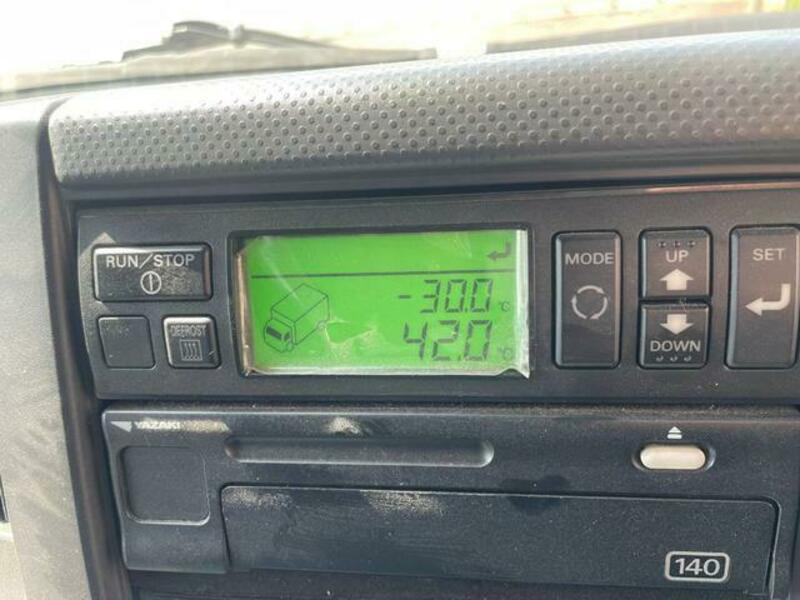 RUN/STOP
DEFROST
-30.0 °C
42.0 °C
MODE
UP
DOWN
SET
YAZAKI
140